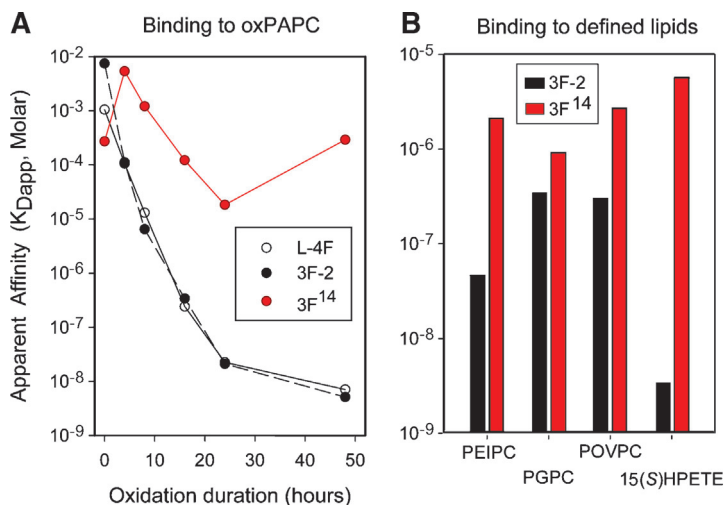 A
Binding to oxPAPC
Apparent Affinity (K_Dapp, Molar)
10^-2
10^-3
10^-4
10^-5
10^-6
10^-7
10^-8
10^-9
L-4F
3F-2
3F^14
0 10 20 30 40 50
Oxidation duration (hours)
B
Binding to defined lipids
10^-5
10^-6
10^-7
10^-8
10^-9
3F-2
3F^14
PEIPC
PGPC
POVPC
15(S)HPETE